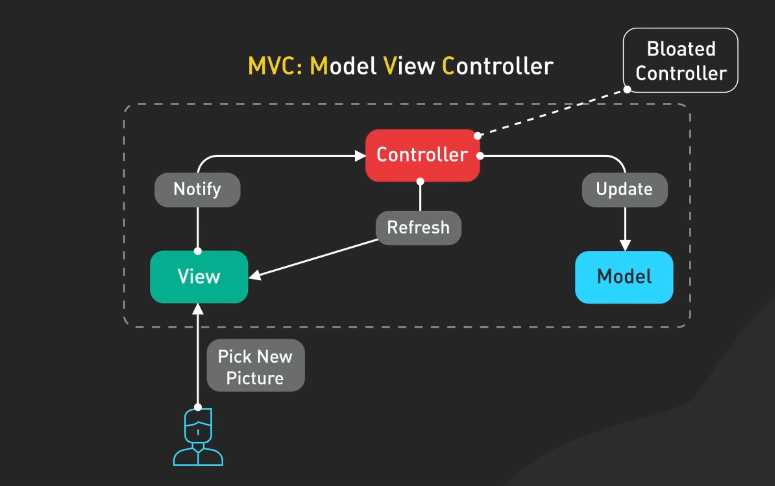 MVC: Model View Controller
Bloated
Controller
Controller
Notify
Update
Refresh
View
Model
Pick New
Picture